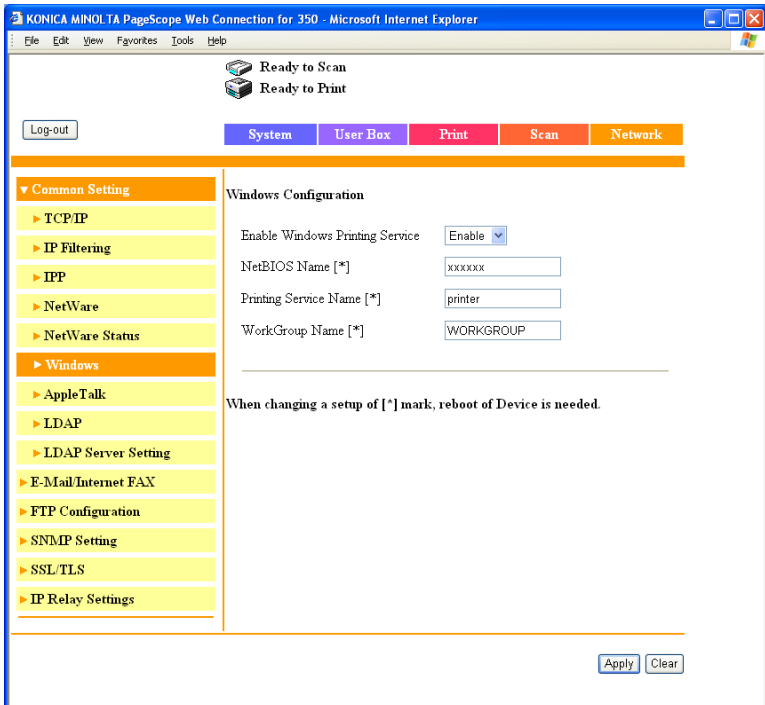 KONICA MINOLTA PageScope Web Connection for 350 - Microsoft Internet Explorer
File Edit View Favorites Tools Help
Ready to Scan
Ready to Print
Log-out
System User Box Print Scan Network
Common Setting
TCP/IP
IP Filtering
IPP
NetWare
NetWare Status
Windows
AppleTalk
LDAP
LDAP Server Setting
E-Mail/Internet FAX
FTP Configuration
SNMP Setting
SSL/TLS
IP Relay Settings
Windows Configuration
Enable Windows Printing Service Enable
NetBIOS Name [*] xxxxxx
Printing Service Name [*] printer
WorkGroup Name [*] WORKGROUP
When changing a setup of [*] mark, reboot of Device is needed.
Apply Clear